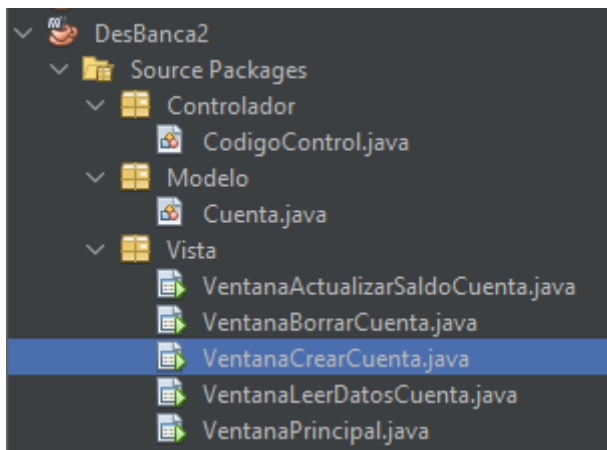 DesBanca2
Source Packages
Controlador
CodigoControl.java
Modelo
Cuenta.java
Vista
VentanaActualizarSaldoCuenta.java
VentanaBorrarCuenta.java
VentanaCrearCuenta.java
VentanaLeerDatosCuenta.java
VentanaPrincipal.java